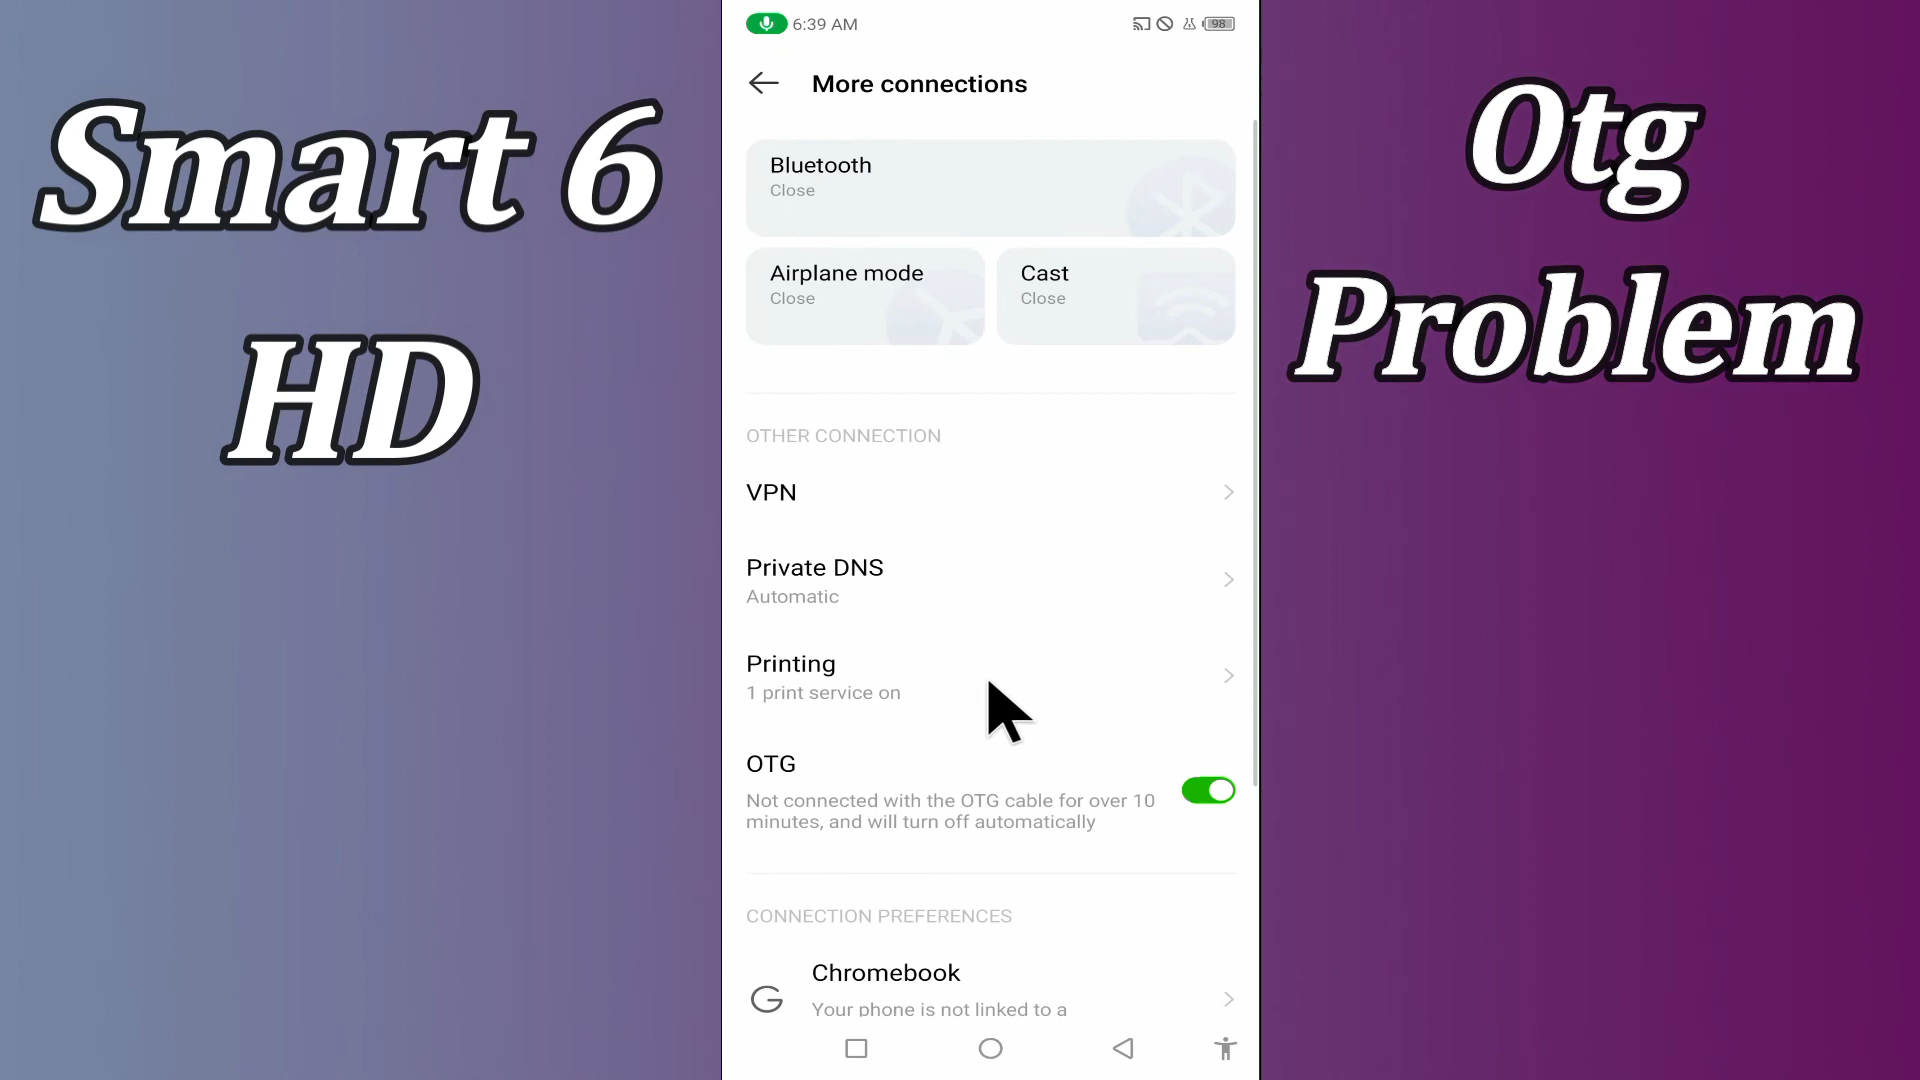 Smart 6
HD
6:39 AM
98
More connections
Bluetooth
Close
Airplane mode
Close
Cast
Close
OTHER CONNECTION
VPN
Private DNS
Automatic
Printing
1 print service on
OTG
Not connected with the OTG cable for over 10
minutes, and will turn off automatically
CONNECTION PREFERENCES
Chromebook
Your phone is not linked to a
Otg
Problem